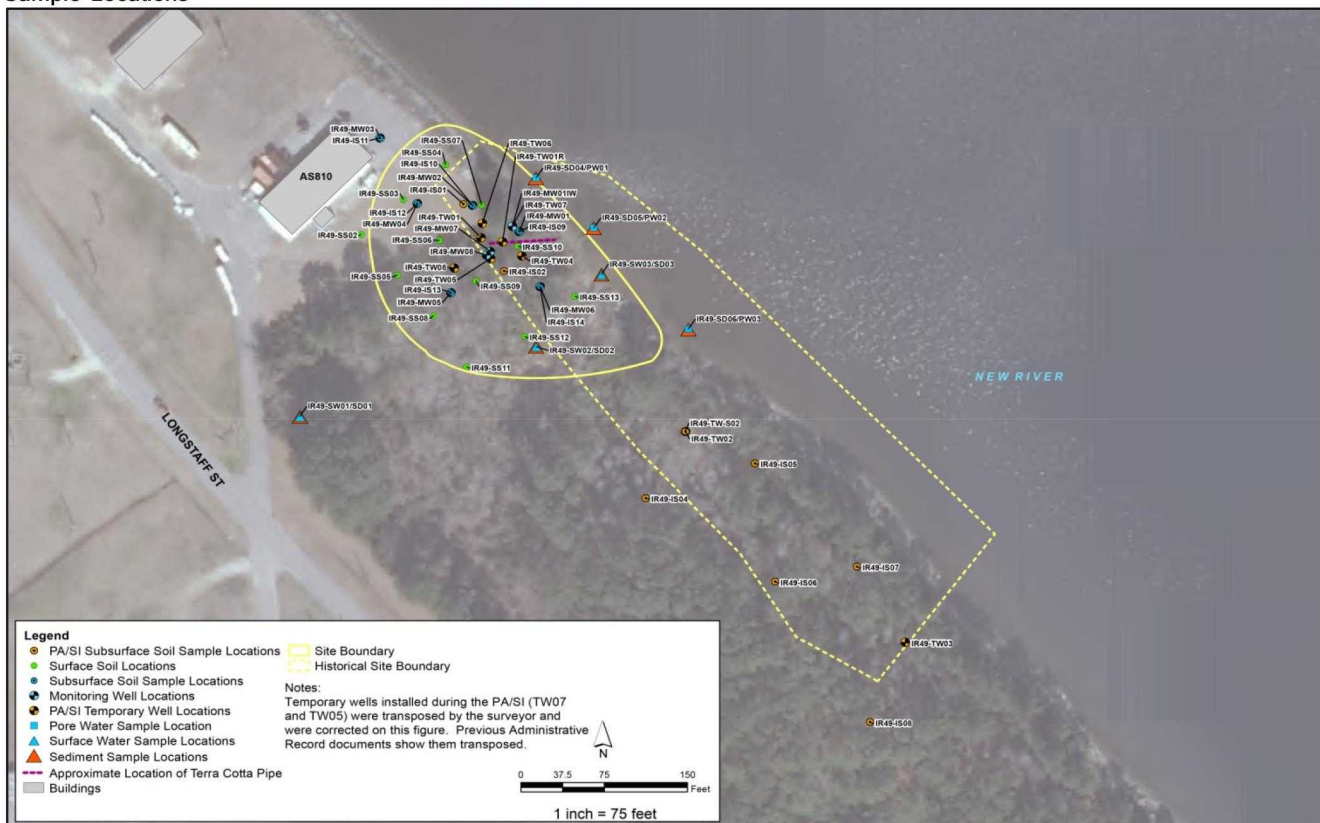 Sample Locations
IR49-MW03
IR49-IS11
IR49-SS07
IR49-SS04
IR49-IS10
IR49-MW02
IR49-IS01
IR49-TW06
IR49-TW01R
IR49-SD04/PW01
AS810
IR49-SS03
IR49-MW01IW
IR49-TW07
IR49-MW01
IR49-IS09
IR49-SD05/PW02
IR49-IS12
IR49-MW04
IR49-TW01
IR49-MW07
IR49-SS02
IR49-SS06
IR49-MW08
IR49-SS10
IR49-TW04
IR49-SW03/SD03
IR49-TW08
IR49-IS02
IR49-SS05
IR49-TW05
IR49-SS09
IR49-IS13
IR49-MW05
IR49-SS13
IR49-MW06
IR49-IS14
IR49-SS08
IR49-SD06/PW03
IR49-SS12
IR49-SW02/SD02
IR49-SS11
NEW RIVER
IR49-SW01/SD01
LONGSTAFF ST
IR49-TW-S02
IR49-TW02
IR49-IS05
IR49-IS04
IR49-IS07
IR49-IS06
IR49-TW03
IR49-IS08
Legend
PA/SI Subsurface Soil Sample Locations
Surface Soil Locations
Subsurface Soil Sample Locations
Monitoring Well Locations
PA/SI Temporary Well Locations
Pore Water Sample Location
Surface Water Sample Locations
Sediment Sample Locations
Approximate Location of Terra Cotta Pipe
Buildings
Site Boundary
Historical Site Boundary
Notes:
Temporary wells installed during the PA/SI (TW07
and TW05) were transposed by the surveyor and
were corrected on this figure. Previous Administrative
Record documents show them transposed.
N
0 37.5 75 150
Feet
1 inch = 75 feet